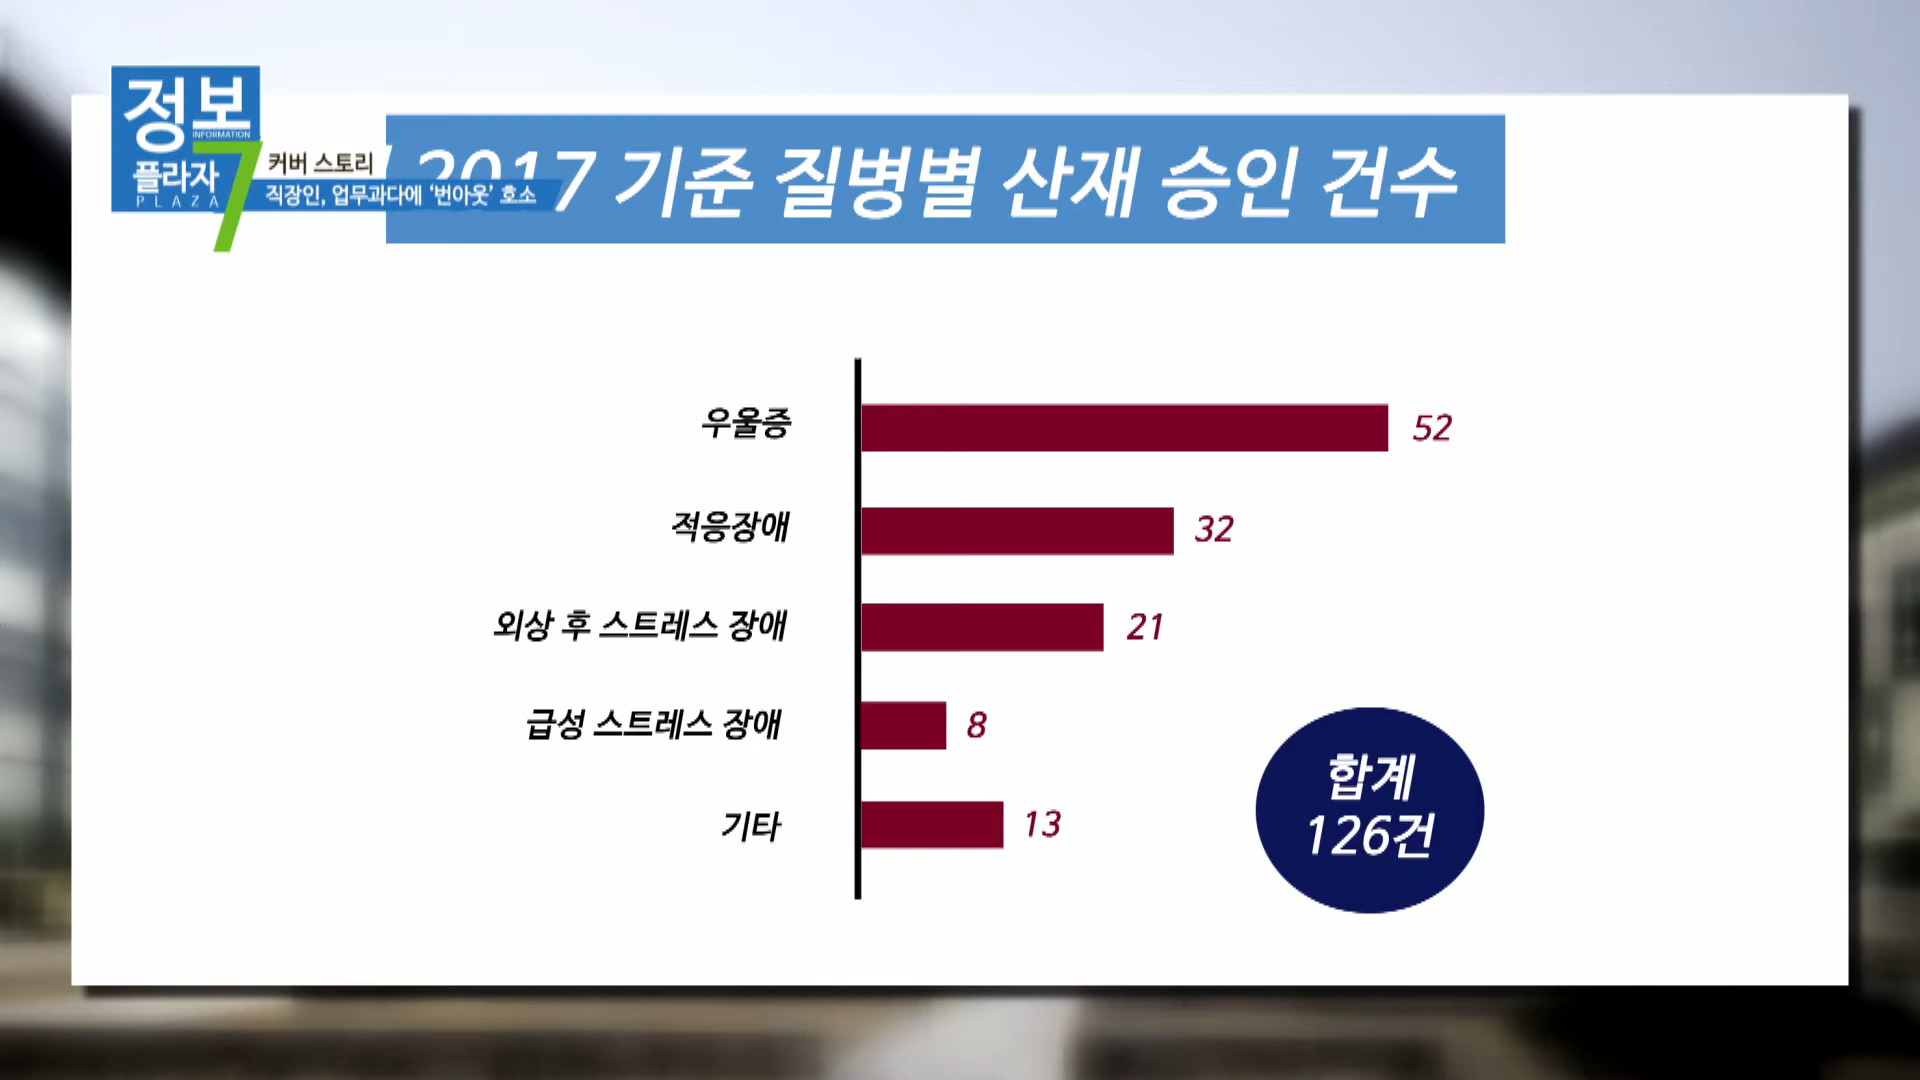 정보
INFORMATION
플라자
PLAZA
7
커버 스토리
직장인, 업무과다에 ‘번아웃’ 호소
2017 기준 질병별 산재 승인 건수
우울증 52
적응장애 32
외상 후 스트레스 장애 21
급성 스트레스 장애 8
기타 13
합계
126건